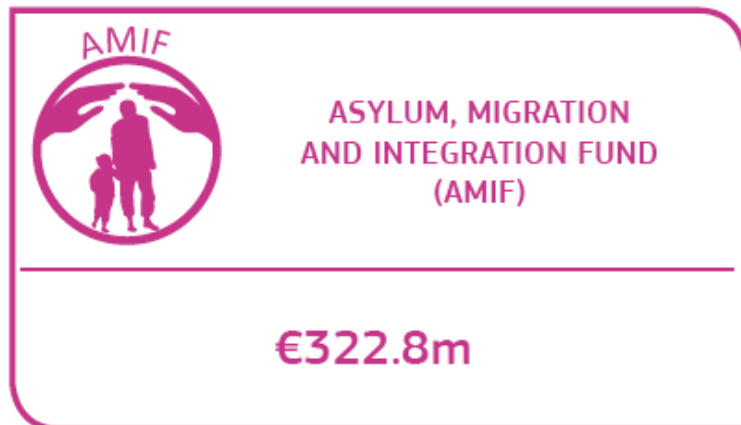 AMIF
ASYLUM, MIGRATION
AND INTEGRATION FUND
(AMIF)
€322.8m